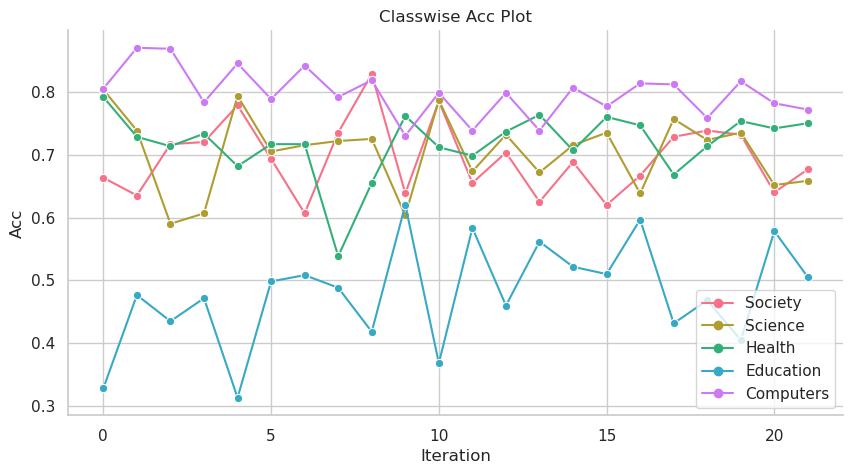 Classwise Acc Plot
Acc
0.8
0.7
0.6
0.5
0.4
0.3
0 5 10 15 20
Iteration
Society
Science
Health
Education
Computers